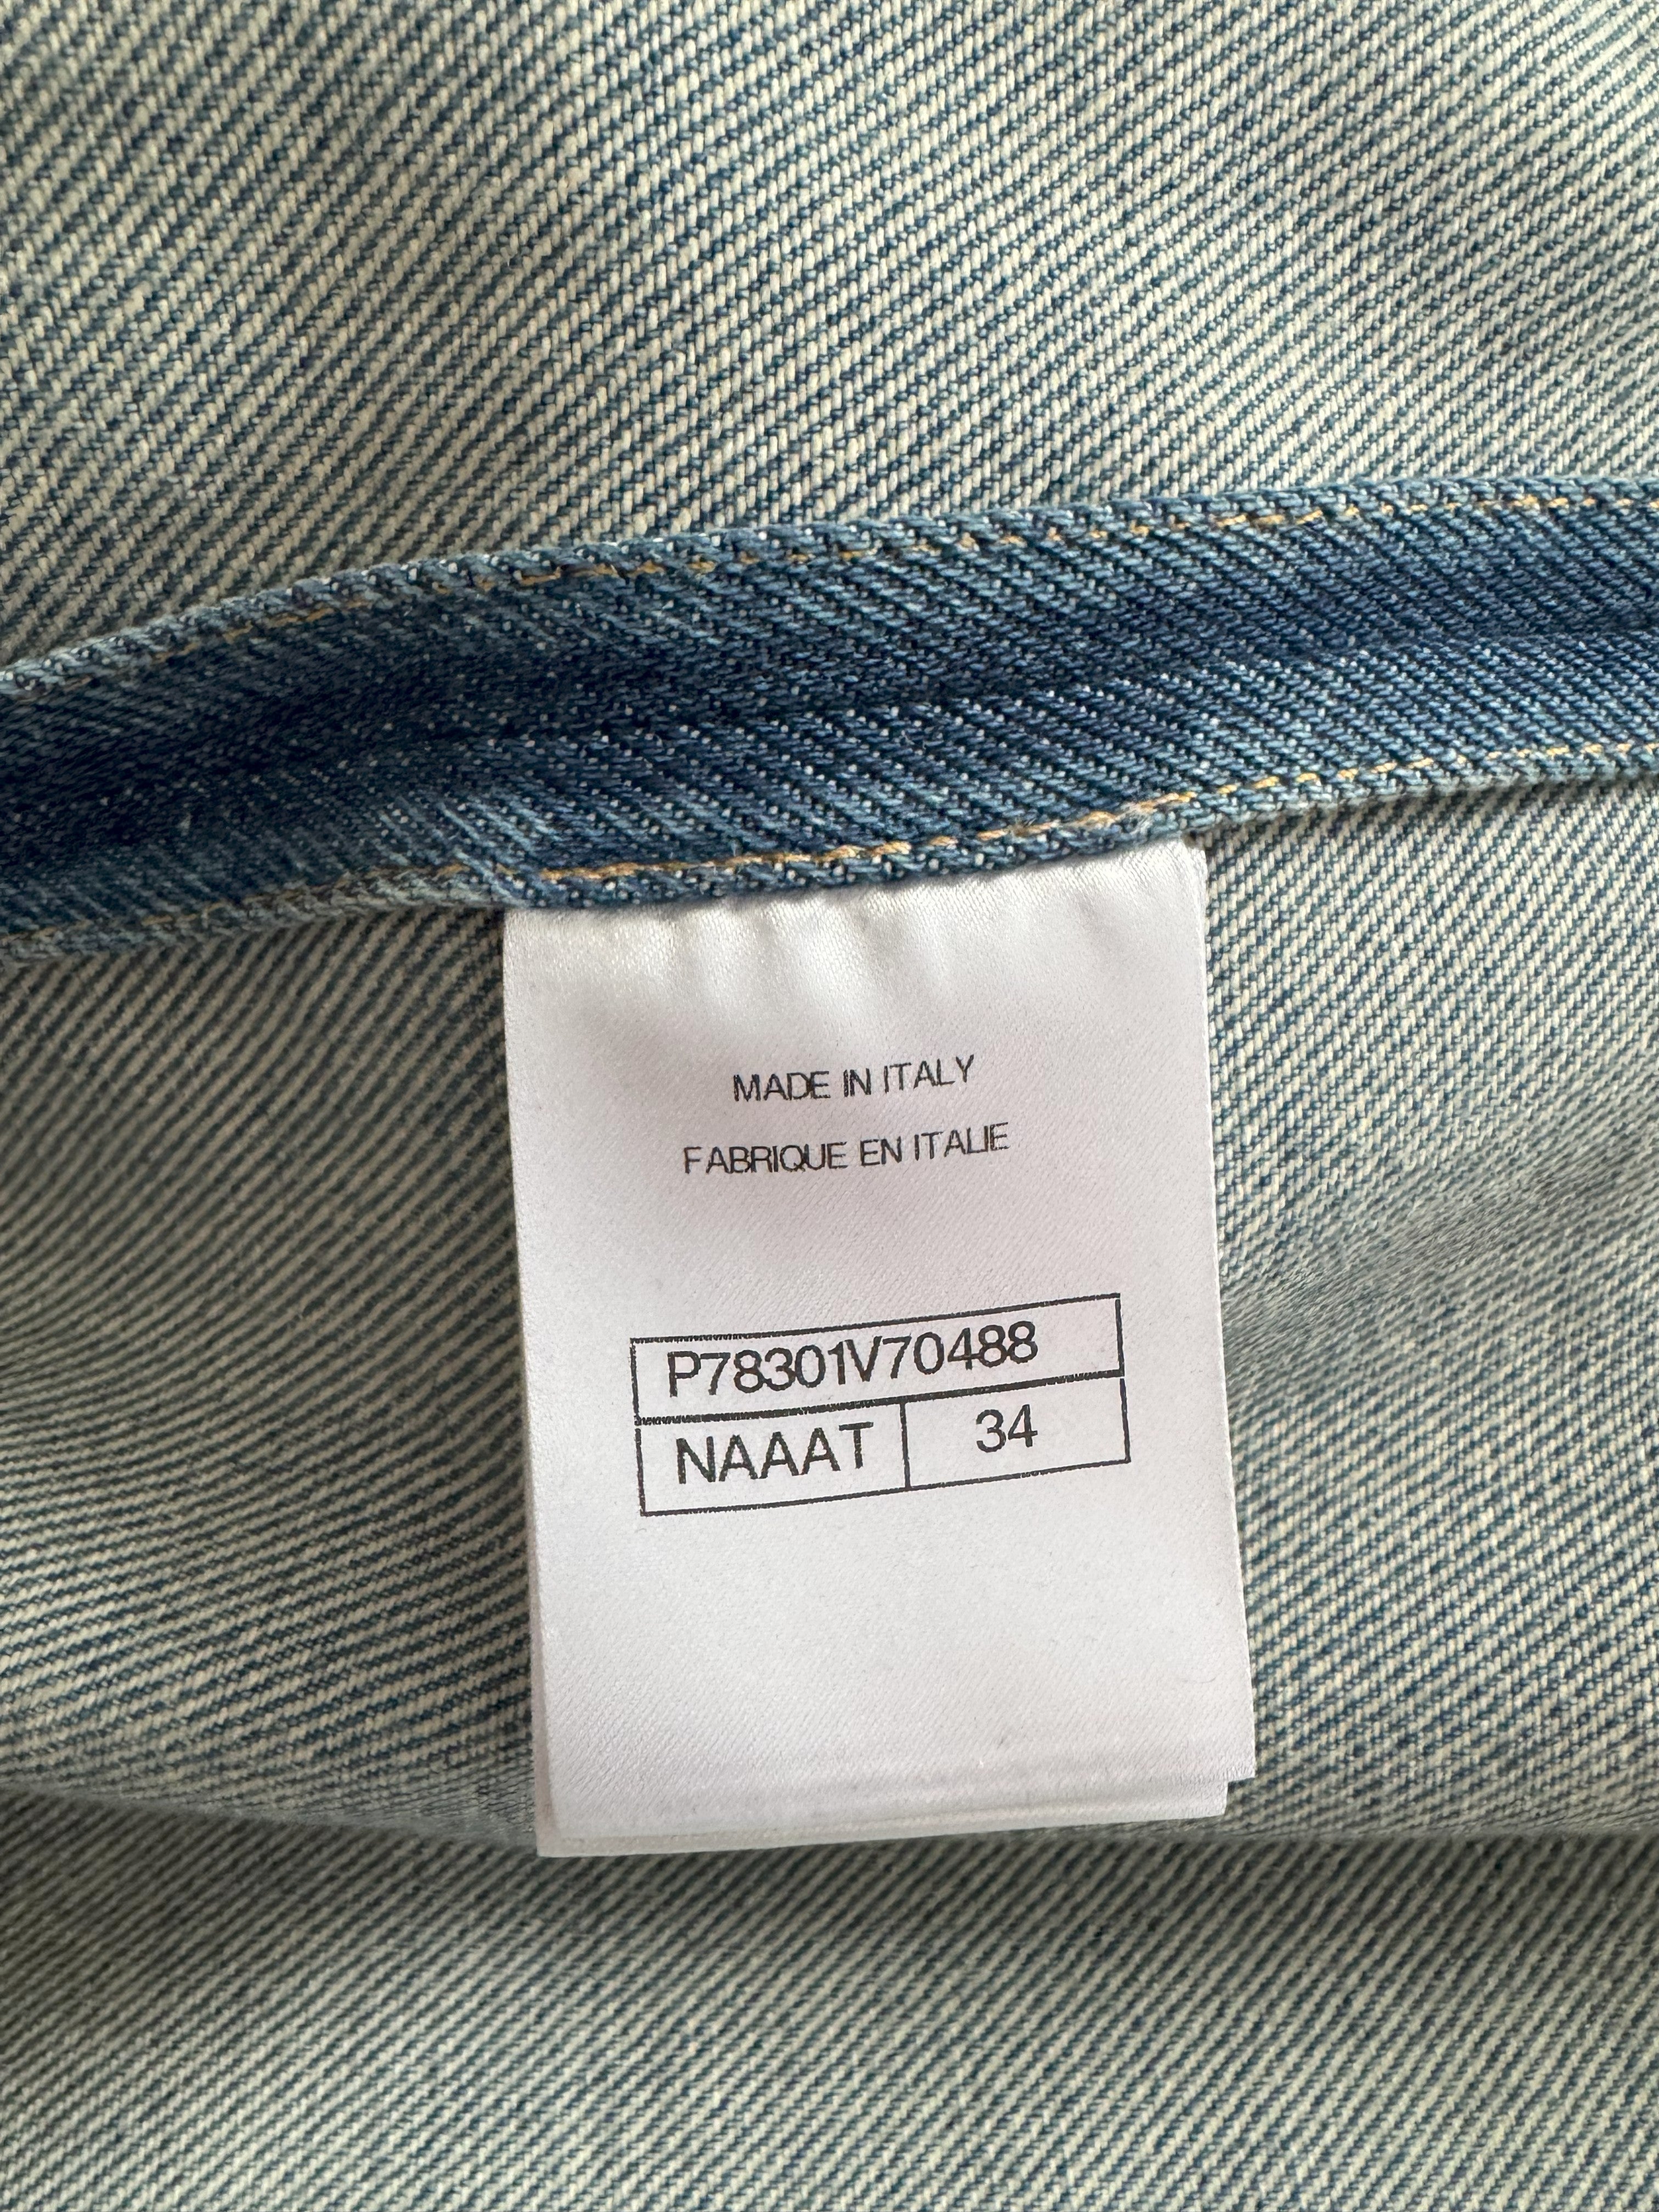 MADE IN ITALY
FABRIQUE EN ITALIE
P78301V70488
NAAAT 34